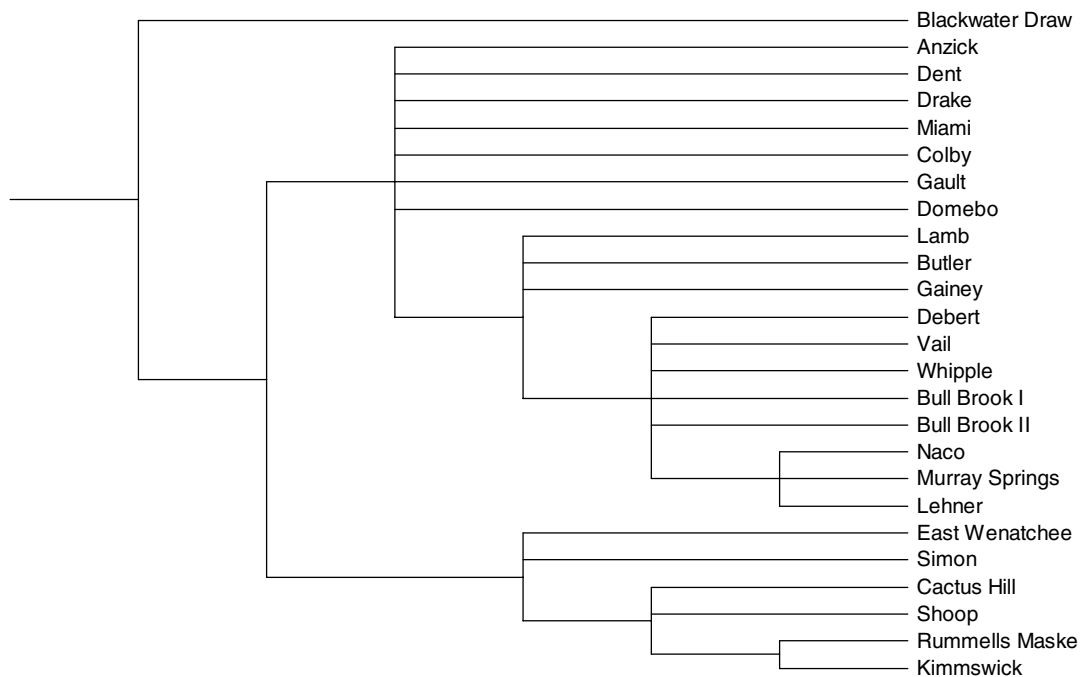 Blackwater Draw
Anzick
Dent
Drake
Miami
Colby
Gault
Domebo
Lamb
Butler
Gainey
Debert
Vail
Whipple
Bull Brook I
Bull Brook II
Naco
Murray Springs
Lehner
East Wenatchee
Simon
Cactus Hill
Shoop
Rummells Maske
Kimmswick